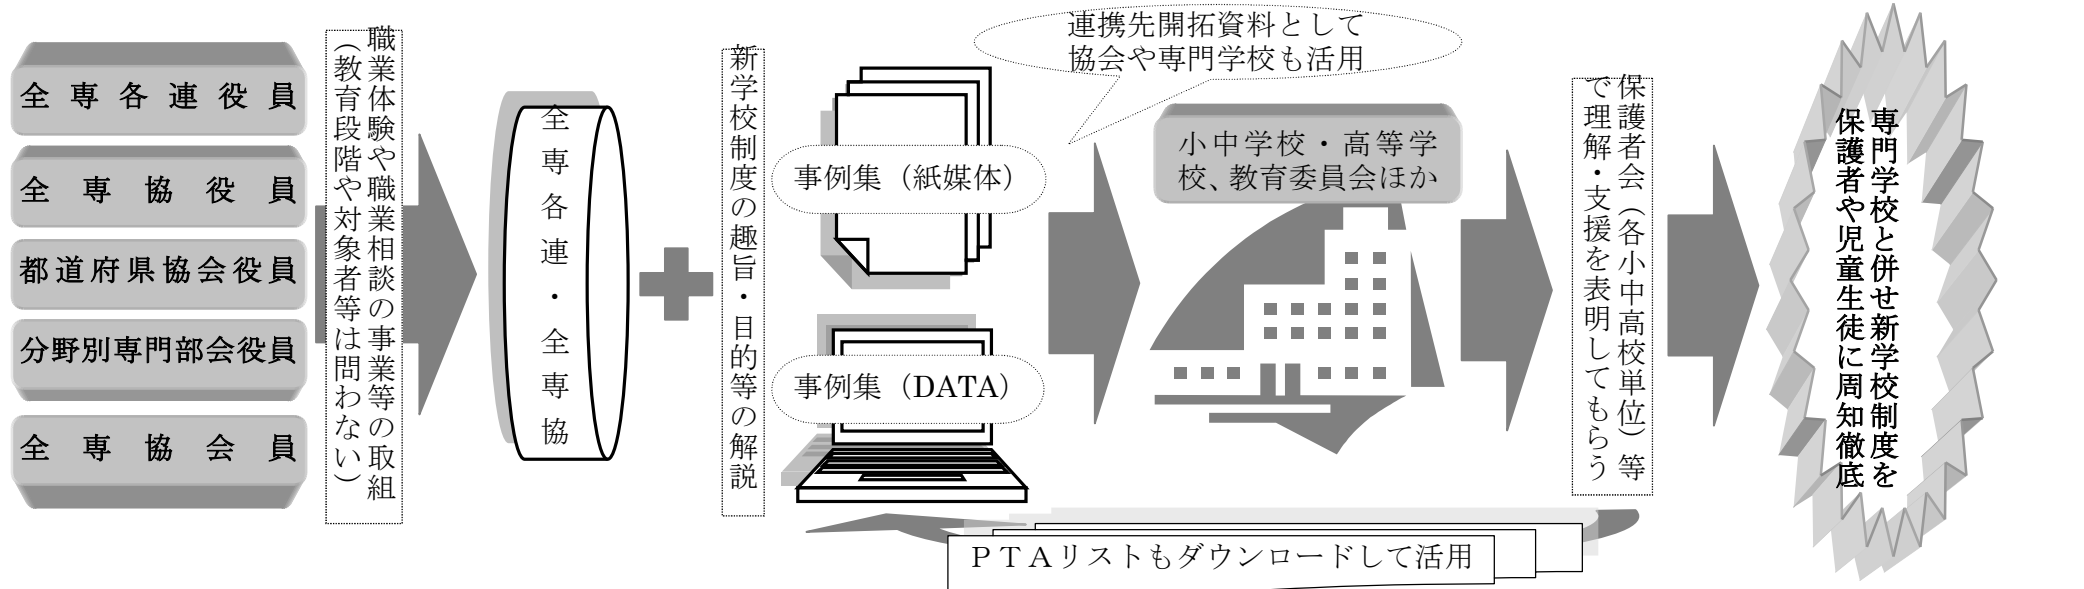 全専各連役員
全専協役員
都道府県協会役員
分野別専門部会役員
全専協会員
職業体験や職業相談の事業等の取組
（教育段階や対象者等は問わない）
全専各連・全専協
新学校制度の趣旨・目的等の解説
事例集（紙媒体）
事例集（DATA）
連携先開拓資料として
協会や専門学校も活用
小中学校・高等学
校、教育委員会ほか
保護者会（各小中高校単位）等
で理解・支援を表明してもらう
専門学校と併せ新学校制度を
保護者や児童生徒に周知徹底
ＰＴＡリストもダウンロードして活用